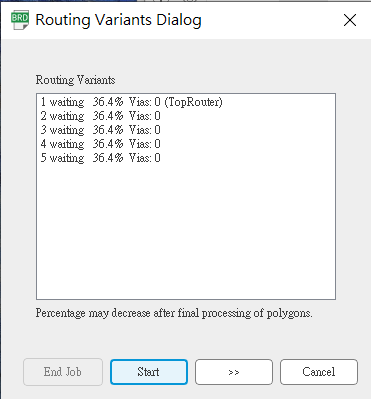 BRD
Routing Variants Dialog
Routing Variants
1 waiting 36.4% Vias: 0 (TopRouter)
2 waiting 36.4% Vias: 0
3 waiting 36.4% Vias: 0
4 waiting 36.4% Vias: 0
5 waiting 36.4% Vias: 0
Percentage may decrease after final processing of polygons.
End Job
Start
>>
Cancel